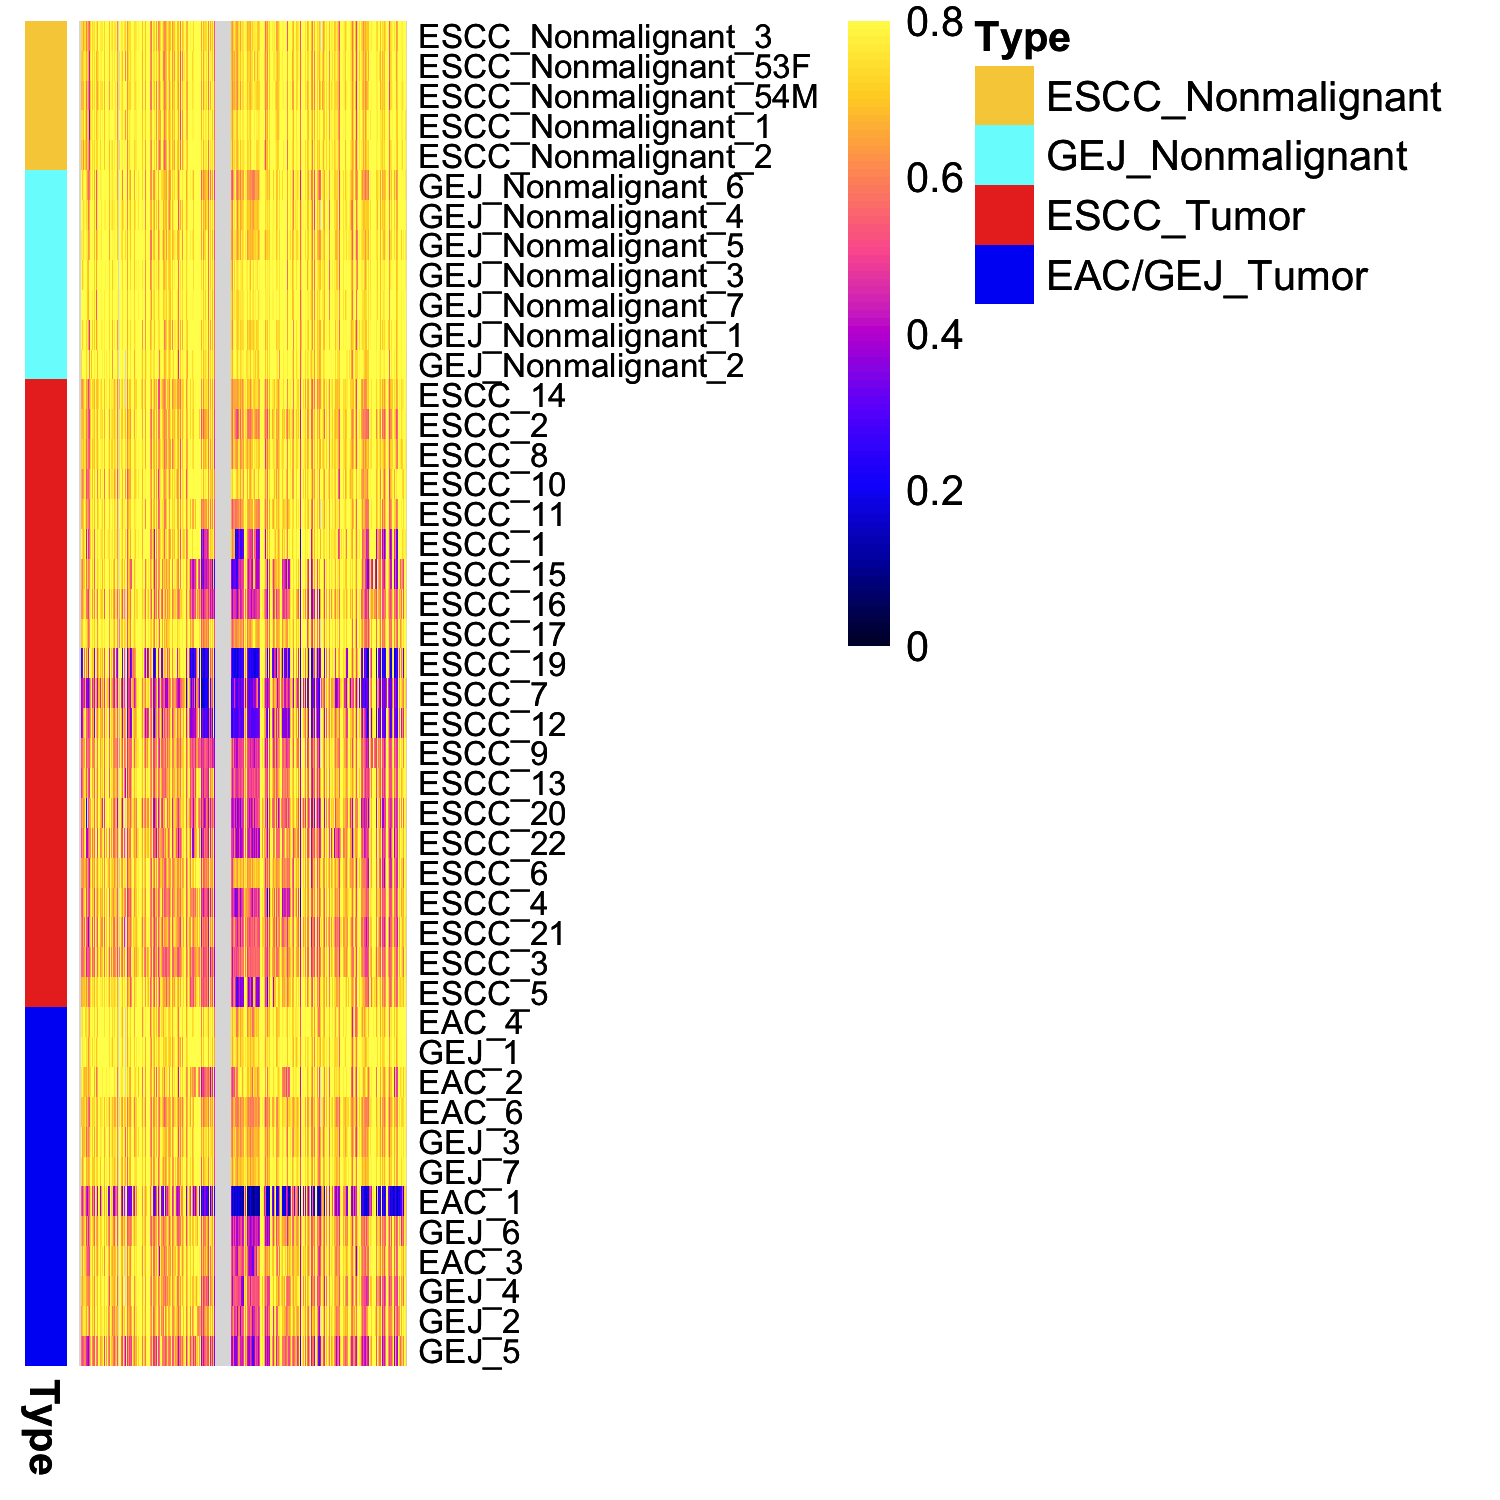 ESCC_Nonmalignant_3
ESCC_Nonmalignant_53F
ESCC_Nonmalignant_54M
ESCC_Nonmalignant_1
ESCC_Nonmalignant_2
GEJ_Nonmalignant_6
GEJ_Nonmalignant_4
GEJ_Nonmalignant_5
GEJ_Nonmalignant_3
GEJ_Nonmalignant_7
GEJ_Nonmalignant_1
GEJ_Nonmalignant_2
ESCC_14
ESCC_2
ESCC_8
ESCC_10
ESCC_11
ESCC_1
ESCC_15
ESCC_16
ESCC_17
ESCC_19
ESCC_7
ESCC_12
ESCC_9
ESCC_13
ESCC_20
ESCC_22
ESCC_6
ESCC_4
ESCC_21
ESCC_3
ESCC_5
EAC_4
GEJ_1
EAC_2
EAC_6
GEJ_3
GEJ_7
EAC_1
GEJ_6
EAC_3
GEJ_4
GEJ_2
GEJ_5
Type
0.8
0.6
0.4
0.2
0
Type
ESCC_Nonmalignant
GEJ_Nonmalignant
ESCC_Tumor
EAC/GEJ_Tumor